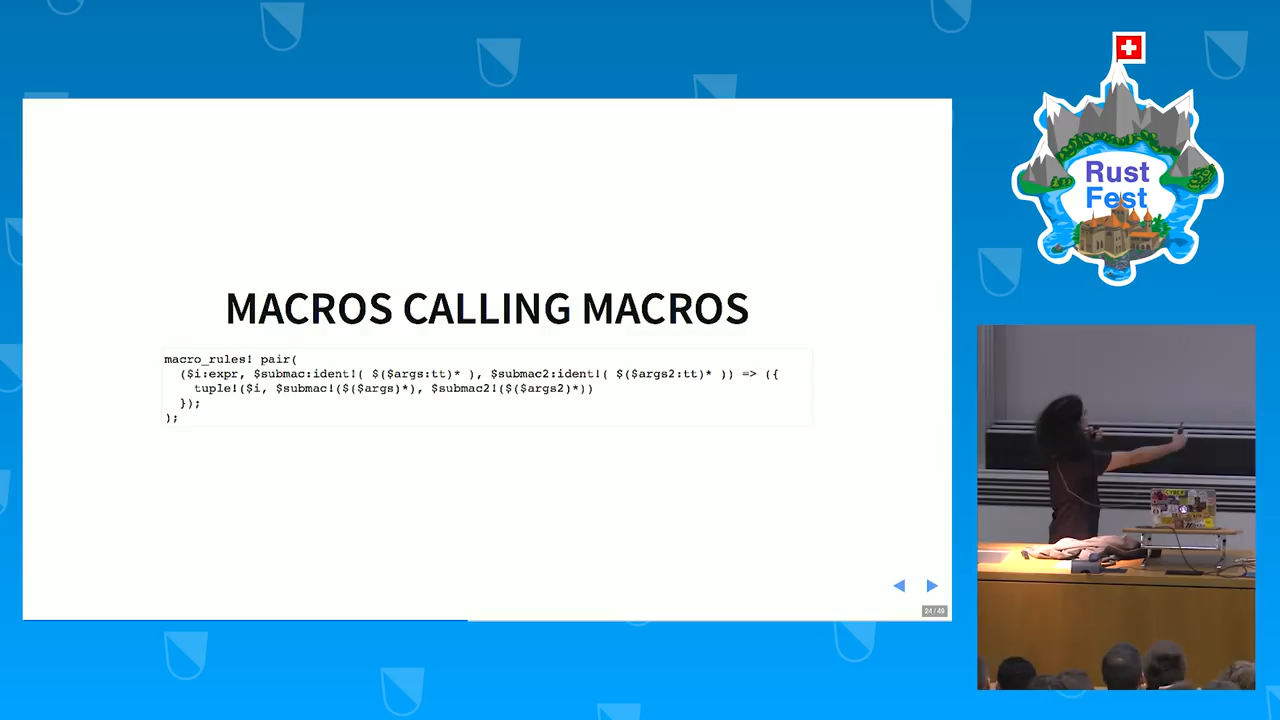 MACROS CALLING MACROS
macro_rules! pair(
($i:expr, $submac:ident!( $($args:tt)* ), $submac2:ident!( $($args2:tt)* )) => ({
tuple!($i, $submac!($($args)*), $submac2!($($args2)*))
});
);
24 / 49
Rust
Fest